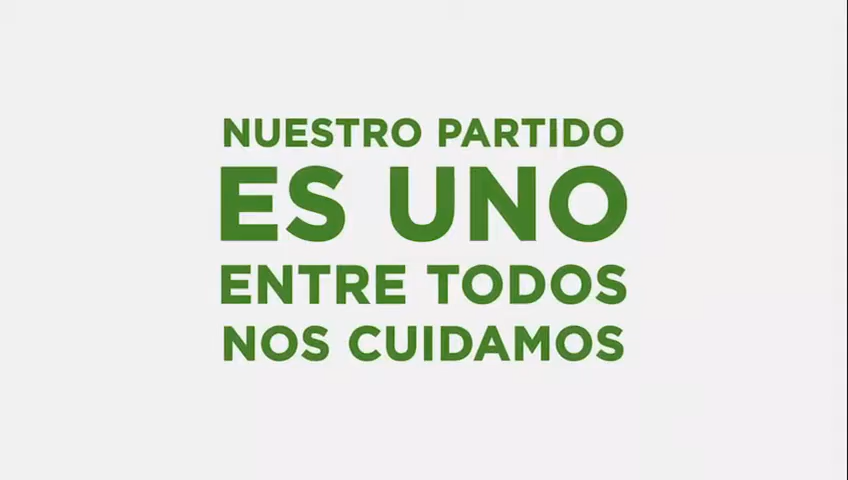 NUESTRO PARTIDO
ES UNO
ENTRE TODOS
NOS CUIDAMOS